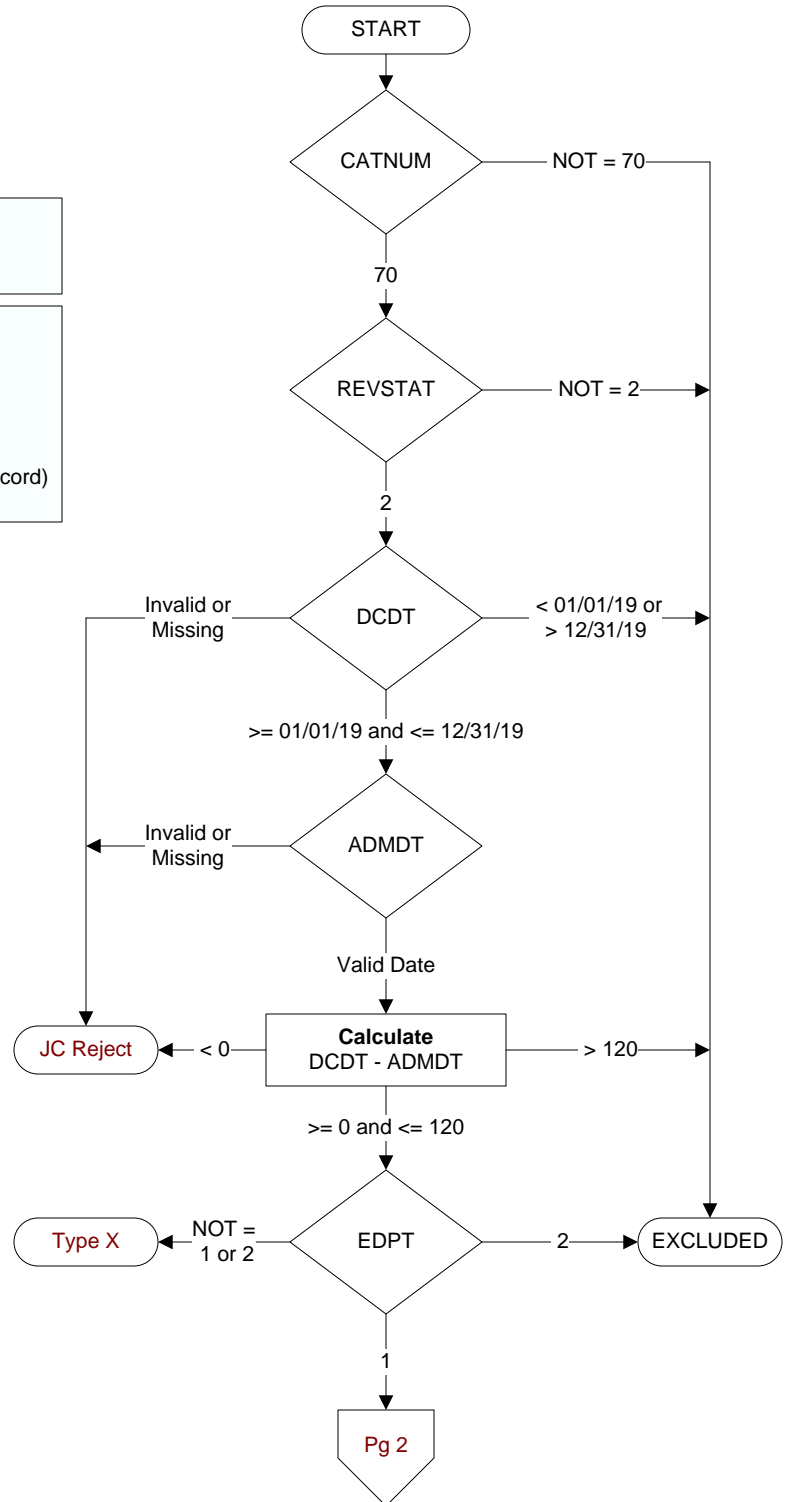 START
CATNUM
NOT = 70
70
REVSTAT
NOT = 2
cord)
2
Invalid or
Missing
DCDT
< 01/01/19 or
> 12/31/19
>= 01/01/19 and <= 12/31/19
Invalid or
Missing
ADMDT
Valid Date
JC Reject
< 0
Calculate
DCDT - ADMDT
> 120
>= 0 and <= 120
Type X
NOT =
1 or 2
EDPT
2
EXCLUDED
1
Pg 2